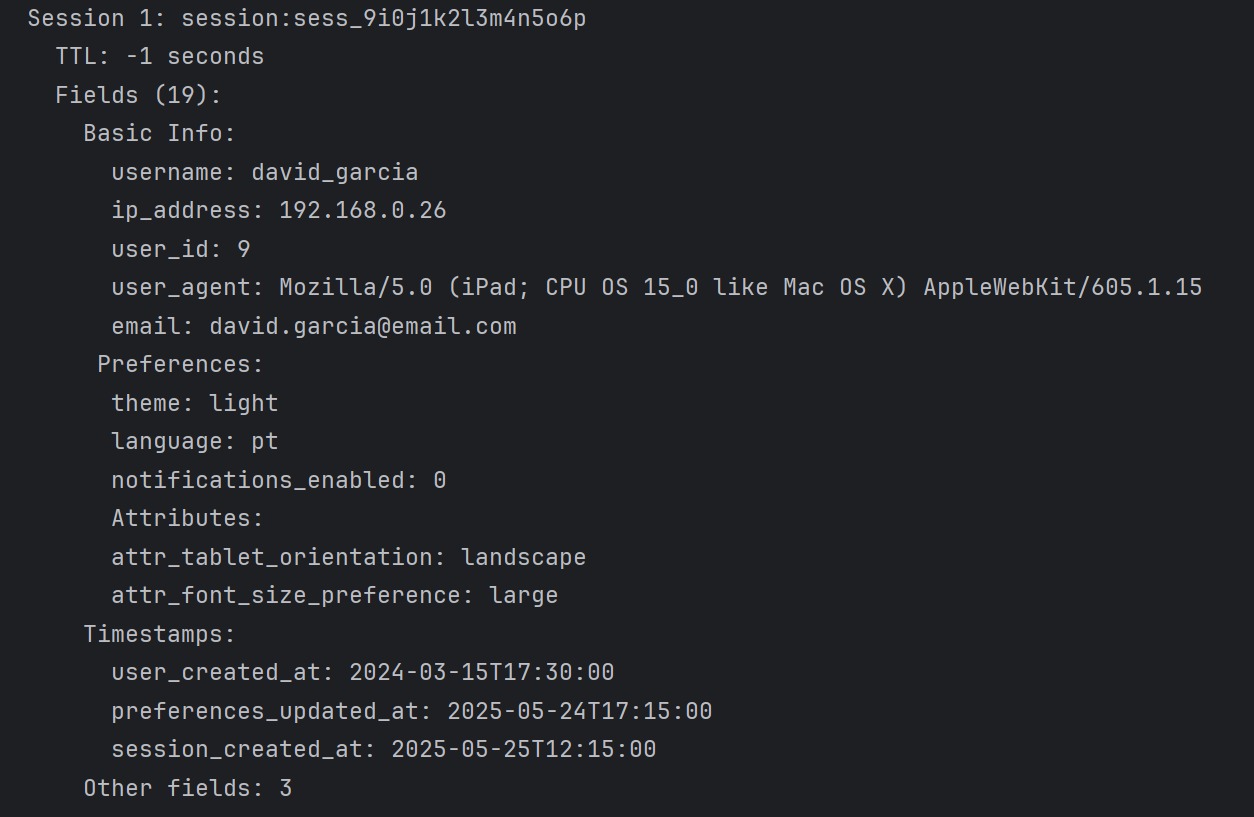 Session 1: session:sess_9i0j1k2l3m4n5o6p
TTL: -1 seconds
Fields (19):
Basic Info:
username: david_garcia
ip_address: 192.168.0.26
user_id: 9
user_agent: Mozilla/5.0 (iPad; CPU OS 15_0 like Mac OS X) AppleWebKit/605.1.15
email: david.garcia@email.com
Preferences:
theme: light
language: pt
notifications_enabled: 0
Attributes:
attr_tablet_orientation: landscape
attr_font_size_preference: large
Timestamps:
user_created_at: 2024-03-15T17:30:00
preferences_updated_at: 2025-05-24T17:15:00
session_created_at: 2025-05-25T12:15:00
Other fields: 3